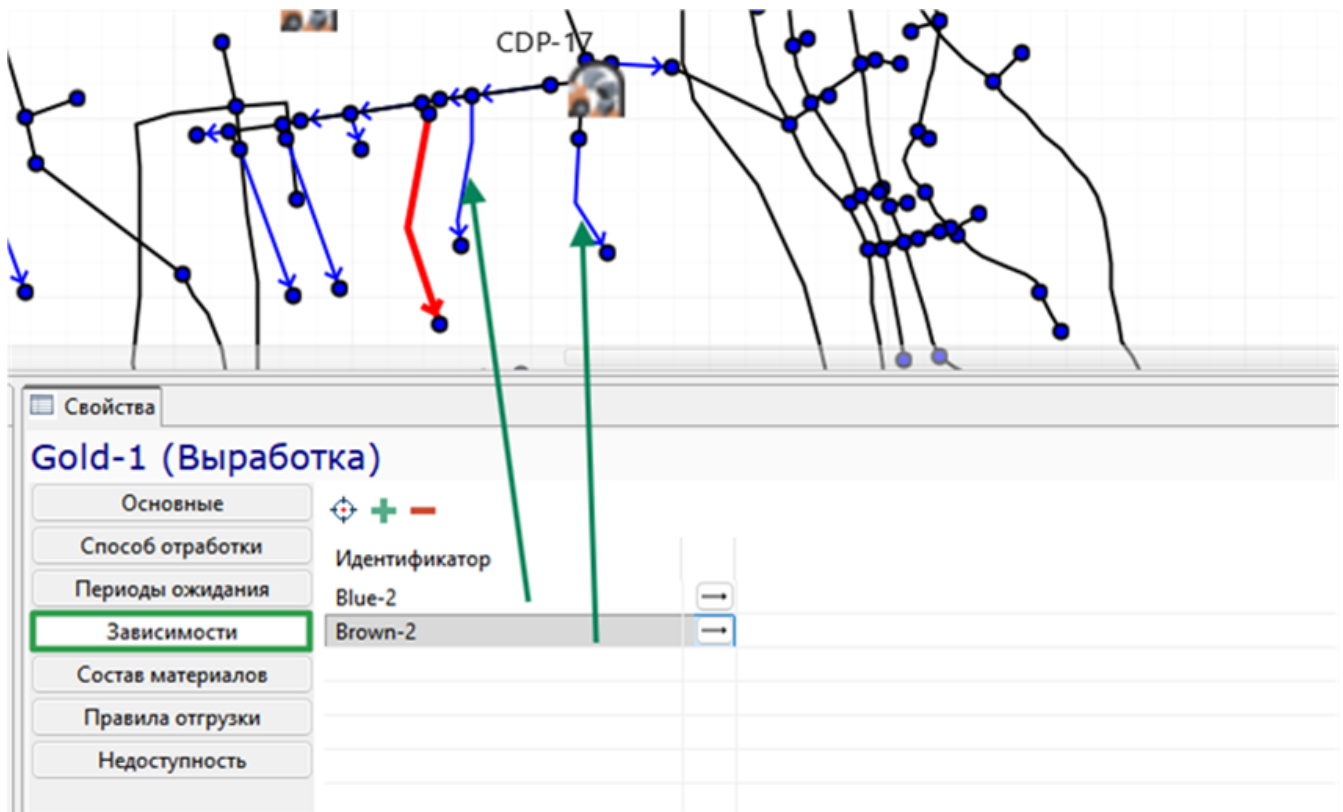 CDP-17
Свойства
Gold-1 (Выработка)
Основные
Способ отработки
Периоды ожидания
Зависимости
Состав материалов
Правила отгрузки
Недоступность
Идентификатор
Blue-2
Brown-2